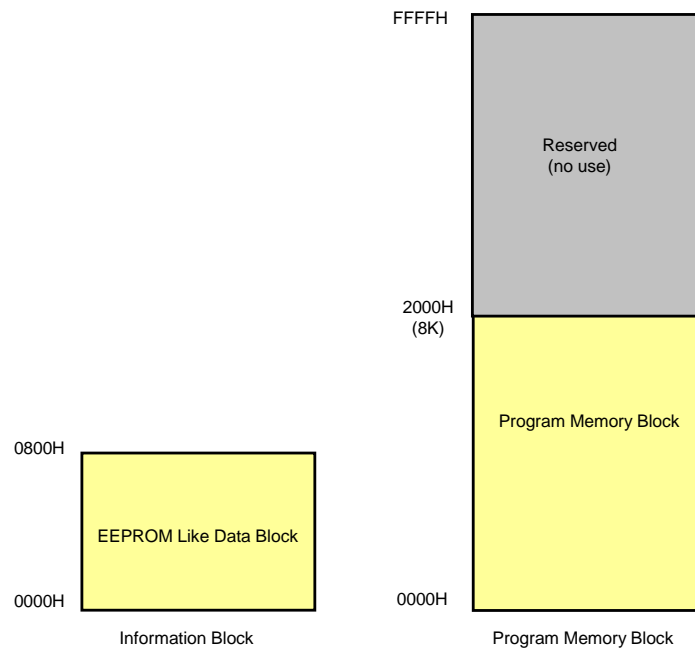 FFFFH
Reserved
(no use)
2000H
(8K)
Program Memory Block
0800H
EEPROM Like Data Block
0000H
0000H
Information Block
Program Memory Block